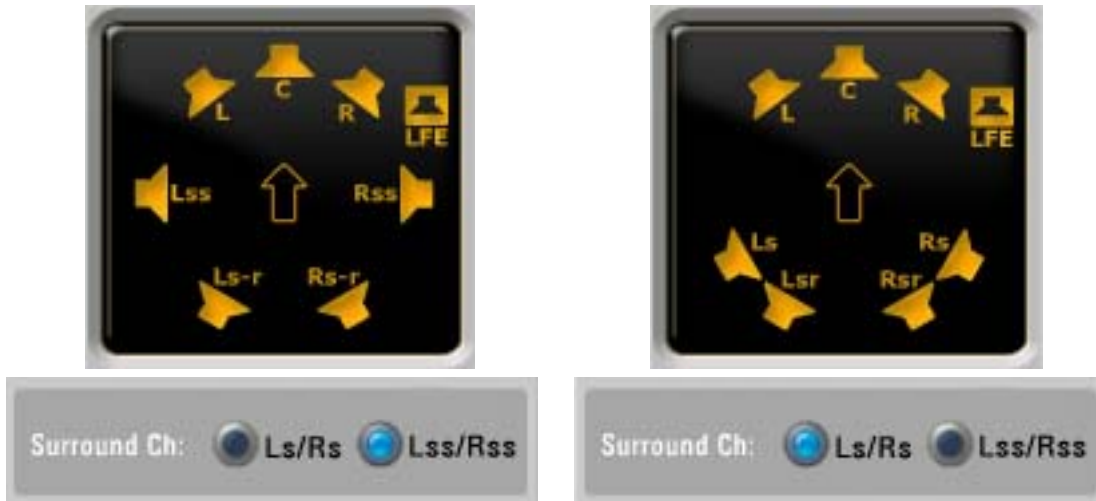 C
L
R
LFE
Lss
Rss
Ls-r
Rs-r
Surround Ch:
Ls/Rs
Lss/Rss
C
L
R
LFE
Ls
Rs
Lsr
Rsr
Surround Ch:
Ls/Rs
Lss/Rss